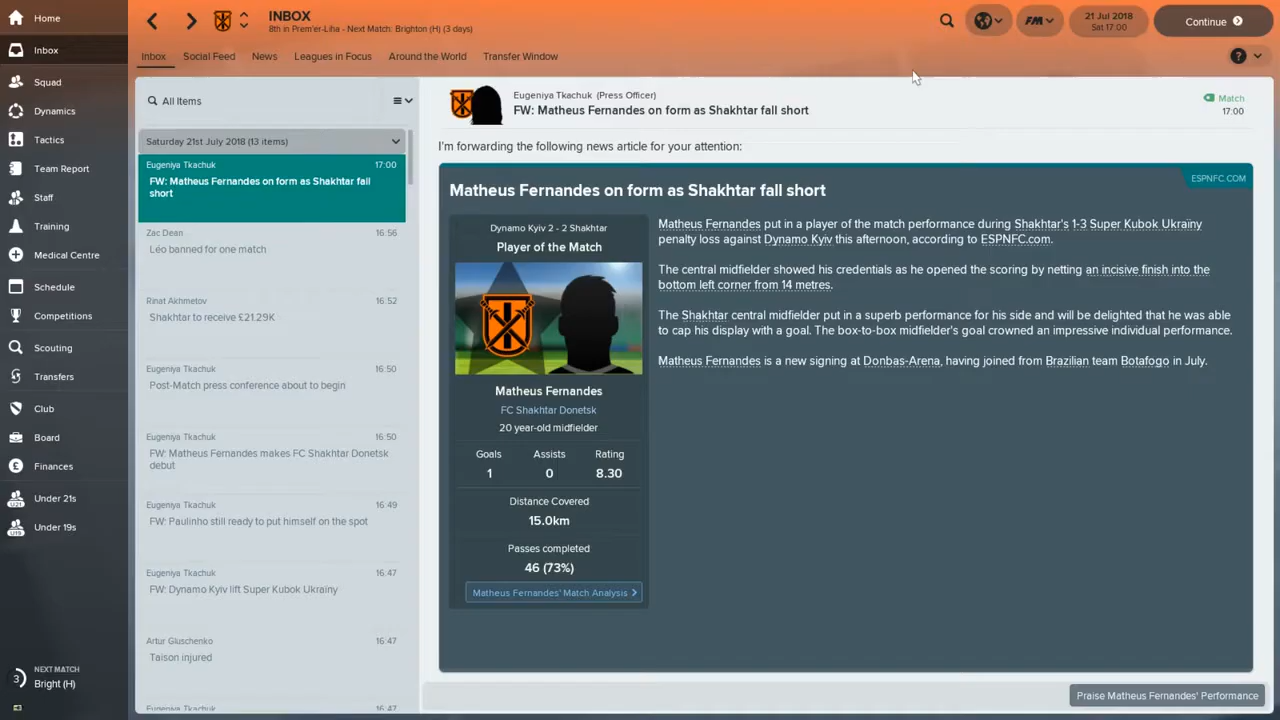 Home
Inbox
Squad
Dynamics
Tactics
Team Report
Staff
Training
Medical Centre
Schedule
Competitions
Scouting
Transfers
Club
Board
Finances
U21
Under 21s
U19
Under 19s
3
NEXT MATCH
Bright (H)
INBOX
8th in Prem'er-Liha - Next Match: Brighton (H) (3 days)
FM
21 Jul 2018
Sat 17:00
Continue
Inbox
Social Feed
News
Leagues in Focus
Around the World
Transfer Window
?
All Items
Saturday 21st July 2018 (13 items)
Eugeniya Tkachuk 17:00
FW: Matheus Fernandes on form as Shakhtar fall
short
Zac Dean 16:56
Léo banned for one match
Rinat Akhmetov 16:52
Shakhtar to receive £21.29K
Eugeniya Tkachuk 16:50
Post-Match press conference about to begin
Eugeniya Tkachuk 16:50
FW: Matheus Fernandes makes FC Shakhtar Donetsk
debut
Eugeniya Tkachuk 16:49
FW: Paulinho still ready to put himself on the spot
Eugeniya Tkachuk 16:47
FW: Dynamo Kyiv lift Super Kubok Ukraïny
Artur Gluschenko 16:47
Taison injured
Eugeniya Tkachuk 16:47
Eugeniya Tkachuk (Press Officer)
FW: Matheus Fernandes on form as Shakhtar fall short
Match
17:00
I'm forwarding the following news article for your attention:
Matheus Fernandes on form as Shakhtar fall short
ESPNFC.COM
Dynamo Kyiv 2 - 2 Shakhtar
Player of the Match
Matheus Fernandes
FC Shakhtar Donetsk
20 year-old midfielder
Goals Assists Rating
1 0 8.30
Distance Covered
15.0km
Passes completed
46 (73%)
Matheus Fernandes' Match Analysis
Matheus Fernandes put in a player of the match performance during Shakhtar's 1-3 Super Kubok Ukraïny
penalty loss against Dynamo Kyiv this afternoon, according to ESPNFC.com.
The central midfielder showed his credentials as he opened the scoring by netting an incisive finish into the
bottom left corner from 14 metres.
The Shakhtar central midfielder put in a superb performance for his side and will be delighted that he was able
to cap his display with a goal. The box-to-box midfielder's goal crowned an impressive individual performance.
Matheus Fernandes is a new signing at Donbas-Arena, having joined from Brazilian team Botafogo in July.
Praise Matheus Fernandes' Performance